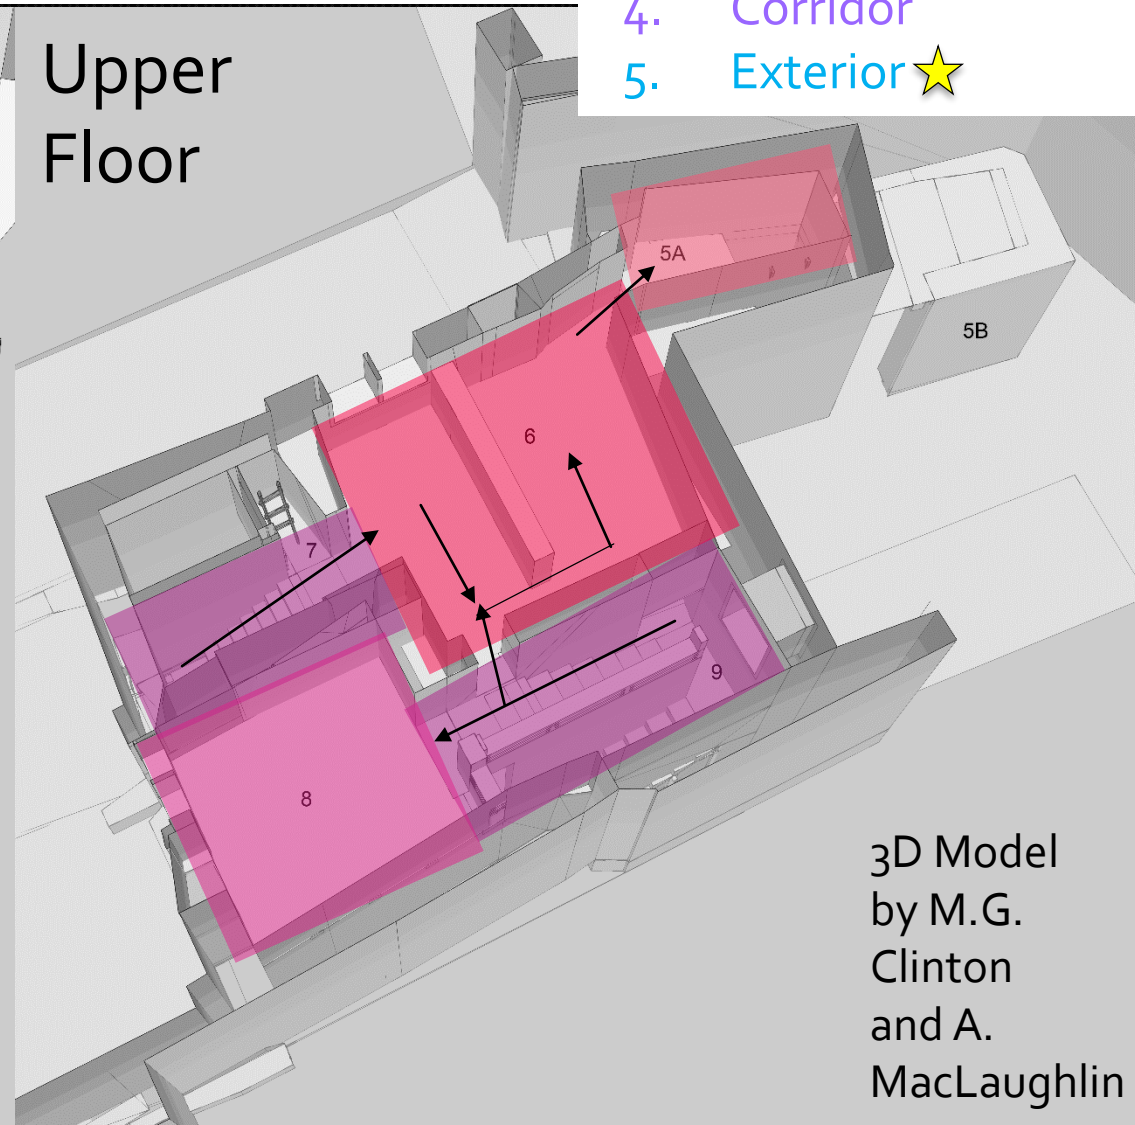 4. Corridor
5. Exterior
Upper
Floor
5A
5B
6
7
9
8
3D Model
by M.G.
Clinton
and A.
MacLaughlin